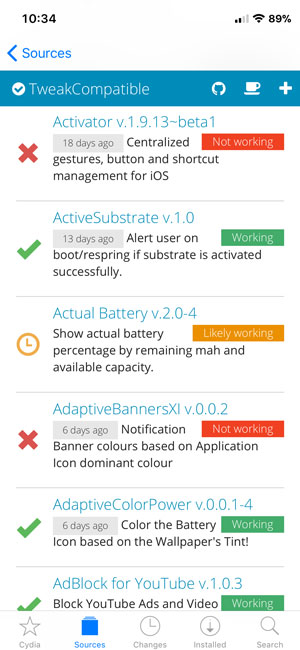 10:34
89%
Sources
TweakCompatible
Activator v.1.9.13~beta1
18 days ago Centralized Not working
gestures, button and shortcut
management for iOS
ActiveSubstrate v.1.0
13 days ago Alert user on Working
boot/respring if substrate is activated
successfully.
Actual Battery v.2.0-4
Show actual battery Likely working
percentage by remaining mah and
available capacity.
AdaptiveBannersXI v.0.0.2
6 days ago Notification Not working
Banner colours based on Application
Icon dominant colour
AdaptiveColorPower v.0.0.1-4
6 days ago Color the Battery Working
Icon based on the Wallpaper's Tint!
AdBlock for YouTube v.1.0.3
Block YouTube Ads and Video Working
Cydia Sources Changes Installed Search